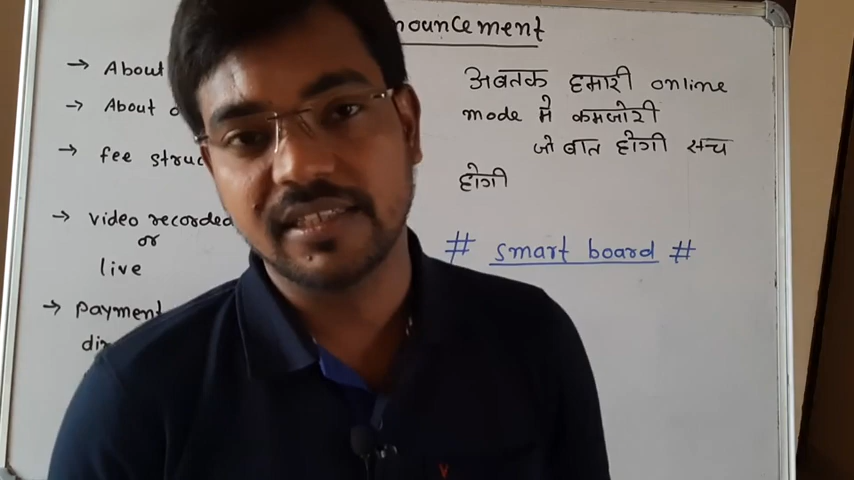 nouncement
→ About
→ About
→ fee struc
→ video recorded
or
live
→ payment
di
अबतक हमारी online
mode मे कमजोरी
जो बात होगी सच्च
होगी
# smart board #